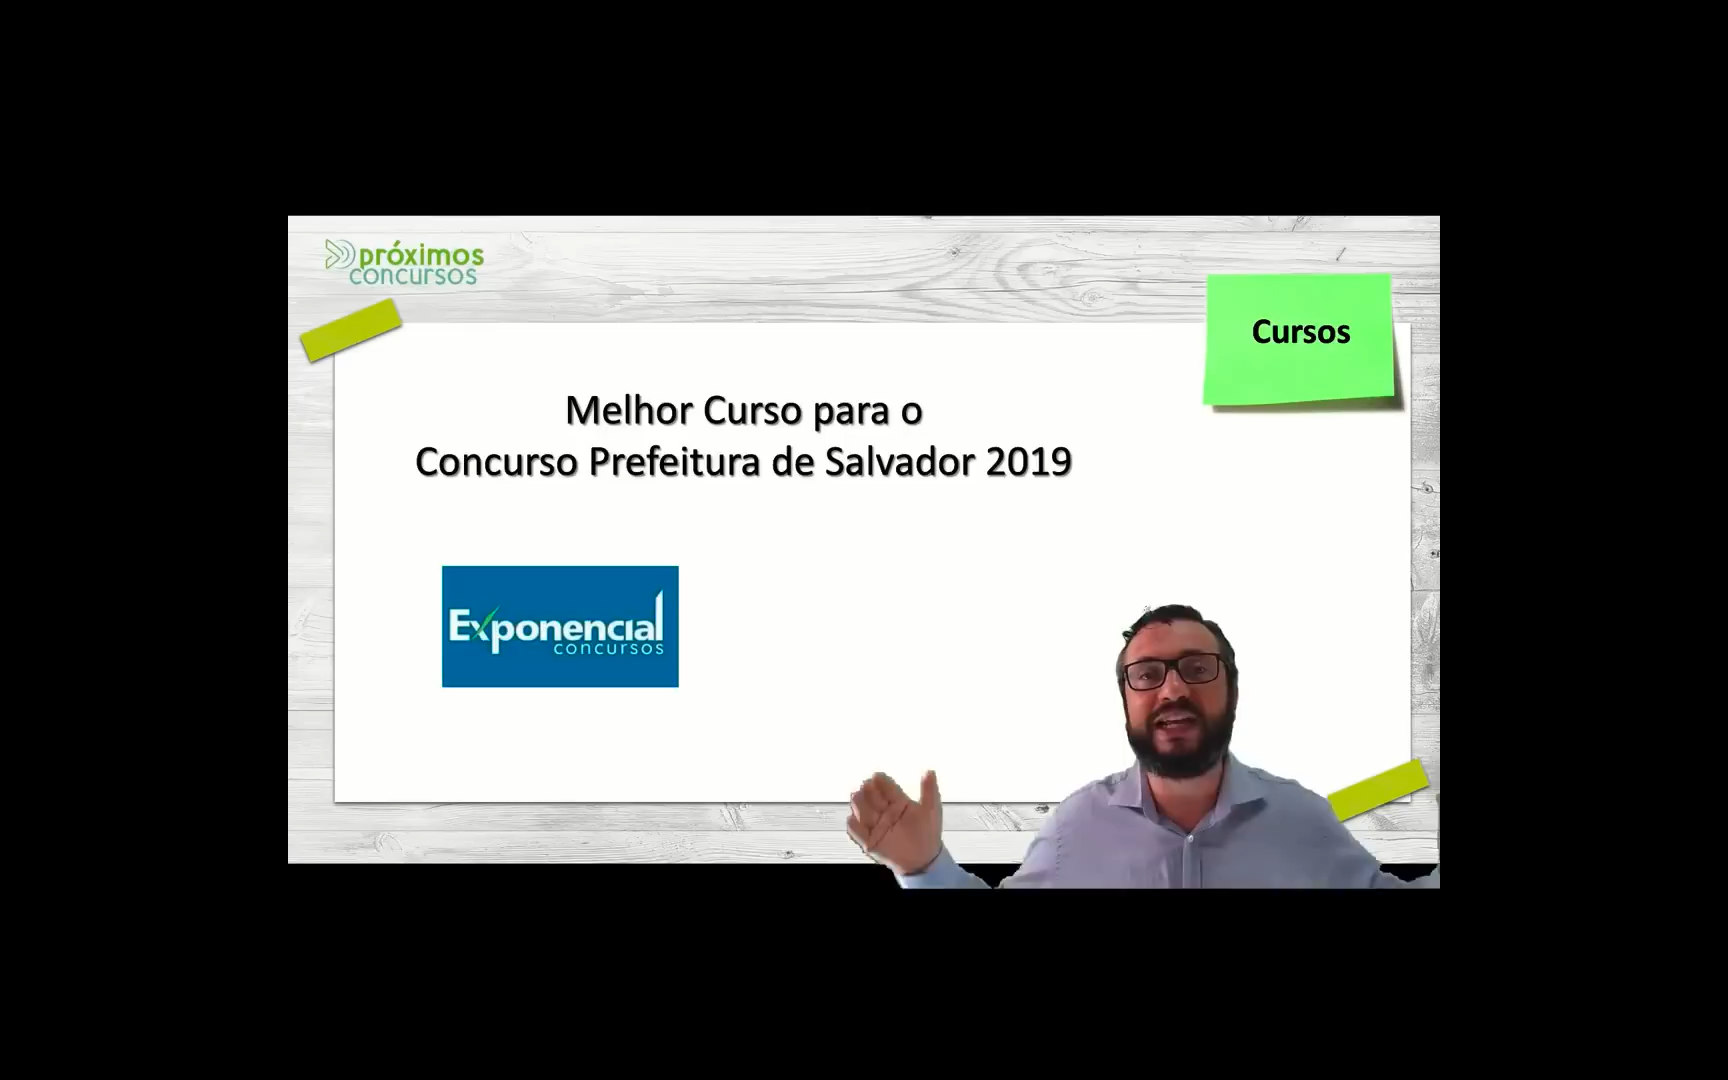 próximos
concursos
Cursos
Melhor Curso para o
Concurso Prefeitura de Salvador 2019
Exponencial
concursos